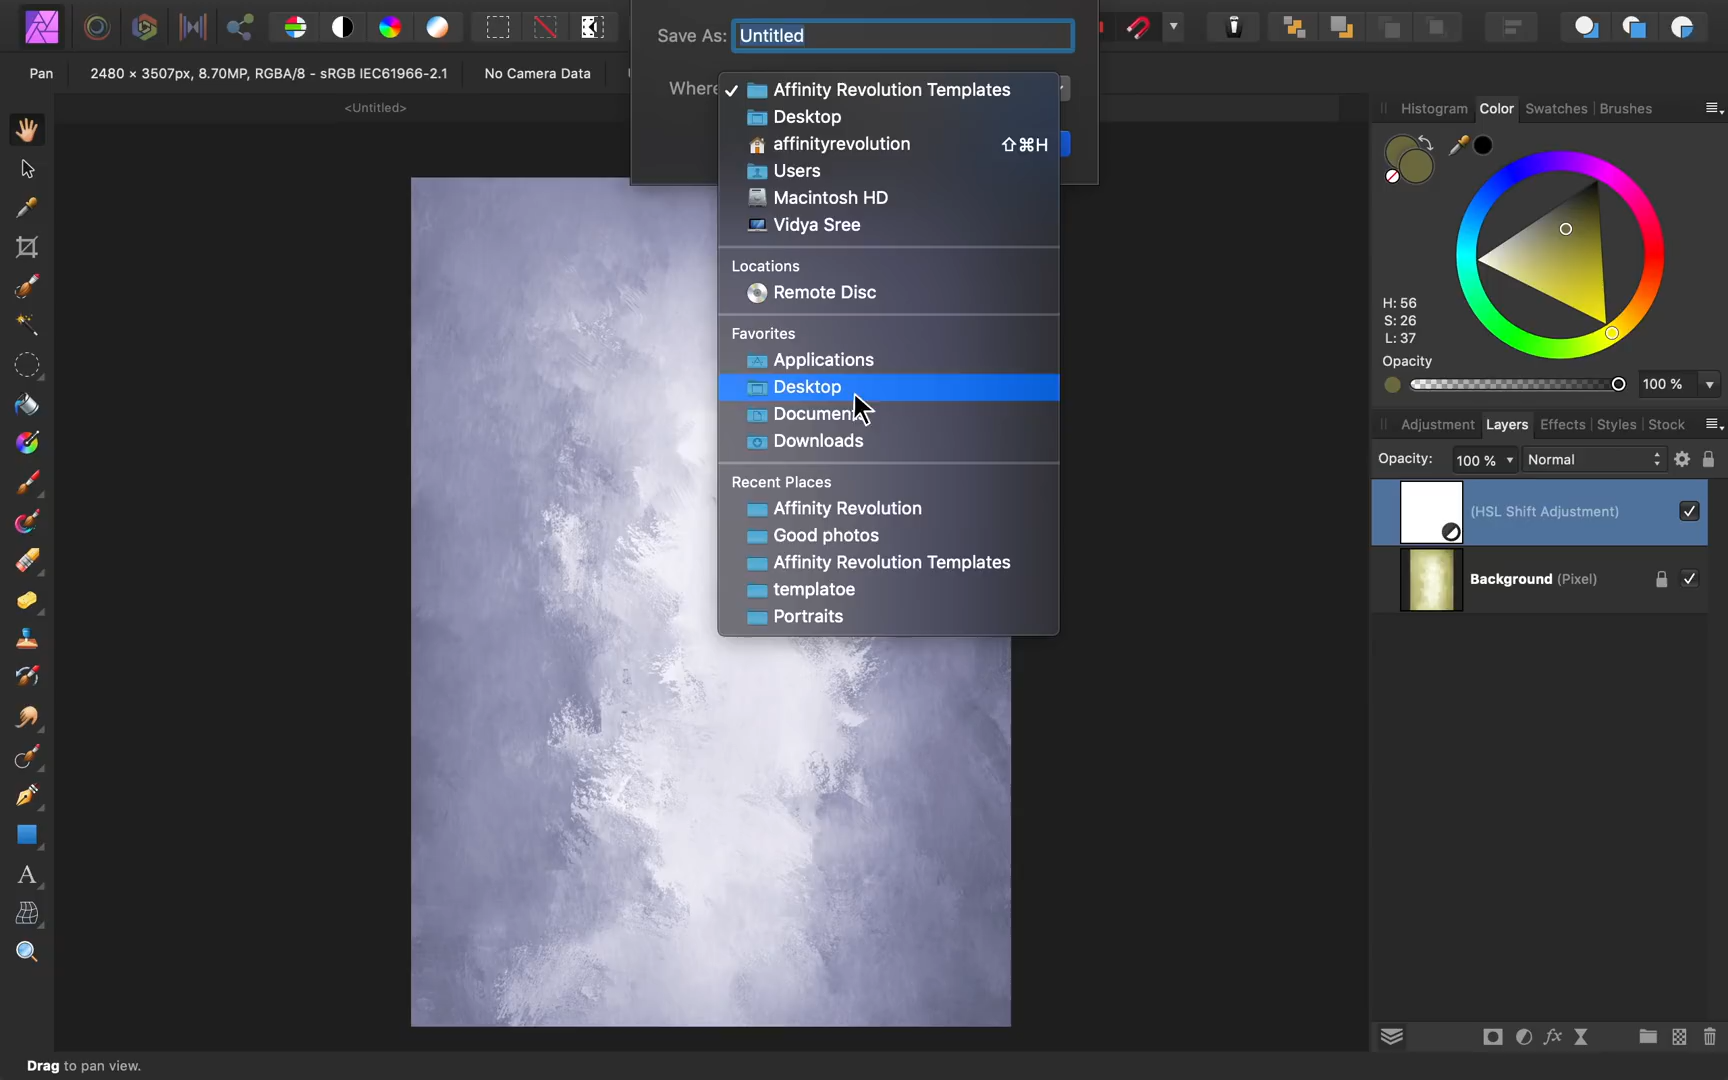 Save As: Untitled
Pan 2480 × 3507px, 8.70MP, RGBA/8 - sRGB IEC61966-2.1 No Camera Data
Where
<Untitled>
✓ Affinity Revolution Templates
Desktop
affinityrevolution ⇧⌘H
Users
Macintosh HD
Vidya Sree
Locations
Remote Disc
Favorites
Applications
Desktop
Documen
Downloads
Recent Places
Affinity Revolution
Good photos
Affinity Revolution Templates
templatoe
Portraits
Histogram Color Swatches Brushes
H: 56
S: 26
L: 37
Opacity
100 %
Adjustment Layers Effects Styles Stock
Opacity: 100 % Normal
(HSL Shift Adjustment)
Background (Pixel)
Drag to pan view.